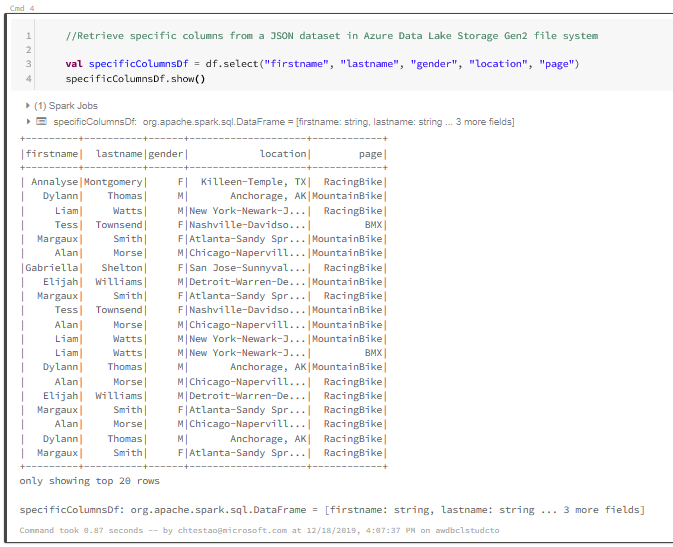 Cmd 4
1 //Retrieve specific columns from a JSON dataset in Azure Data Lake Storage Gen2 file system
2
3 val specificColumnsDf = df.select("firstname", "lastname", "gender", "location", "page")
4 specificColumnsDf.show()
(1) Spark Jobs
specificColumnsDf: org.apache.spark.sql.DataFrame = [firstname: string, lastname: string ... 3 more fields]
+---------+----------+------+--------------------+------------+
|firstname|  lastname|gender|            location|        page|
+---------+----------+------+--------------------+------------+
| Annalyse|Montgomery|     F|  Killeen-Temple, TX|  RacingBike|
|   Dylann|    Thomas|     M|       Anchorage, AK|MountainBike|
|     Liam|     Watts|     M|New York-Newark-J...|  RacingBike|
|     Tess|  Townsend|     F|Nashville-Davidso...|         BMX|
|  Margaux|     Smith|     F|Atlanta-Sandy Spr...|MountainBike|
|     Alan|     Morse|     M|Chicago-Napervill...|MountainBike|
|Gabriella|   Shelton|     F|San Jose-Sunnyval...|  RacingBike|
|   Elijah|  Williams|     M|Detroit-Warren-De...|MountainBike|
|  Margaux|     Smith|     F|Atlanta-Sandy Spr...|  RacingBike|
|     Tess|  Townsend|     F|Nashville-Davidso...|MountainBike|
|     Alan|     Morse|     M|Chicago-Napervill...|MountainBike|
|     Liam|     Watts|     M|New York-Newark-J...|MountainBike|
|     Liam|     Watts|     M|New York-Newark-J...|         BMX|
|   Dylann|    Thomas|     M|       Anchorage, AK|MountainBike|
|     Alan|     Morse|     M|Chicago-Napervill...|  RacingBike|
|   Elijah|  Williams|     M|Detroit-Warren-De...|  RacingBike|
|  Margaux|     Smith|     F|Atlanta-Sandy Spr...|  RacingBike|
|     Alan|     Morse|     M|Chicago-Napervill...|  RacingBike|
|   Dylann|    Thomas|     M|       Anchorage, AK|  RacingBike|
|  Margaux|     Smith|     F|Atlanta-Sandy Spr...|  RacingBike|
+---------+----------+------+--------------------+------------+
only showing top 20 rows
specificColumnsDf: org.apache.spark.sql.DataFrame = [firstname: string, lastname: string ... 3 more fields]
Command took 0.87 seconds -- by chtestao@microsoft.com at 12/18/2019, 4:07:37 PM on awdbclstudcto